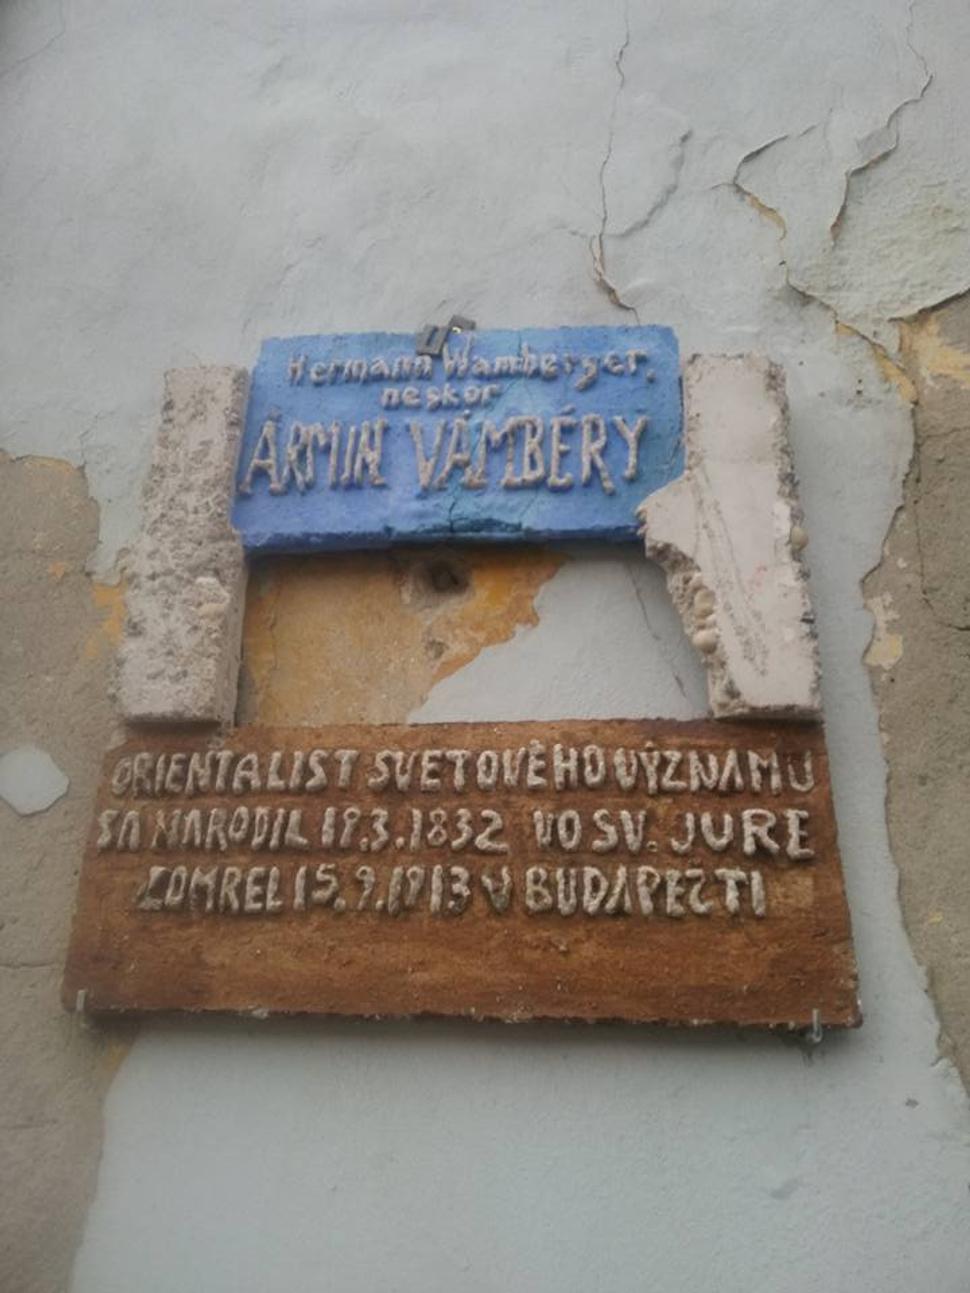 Hermann Wamberger,
neskor
ÁRMIN VÁMBÉRY
ORIENTALIST SVETOVÉHO VÝZNAMU
SA NARODIL 19.3.1832 VO SV. JURE
ZOMREL 15.9.1913 V BUDAPEŠTI